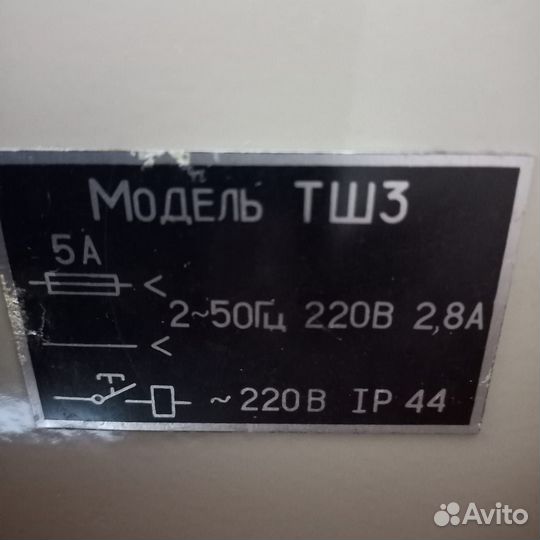 МОДЕЛЬ ТШ3
5А
2~50Гц 220В 2,8А
~220В IP 44
Avito